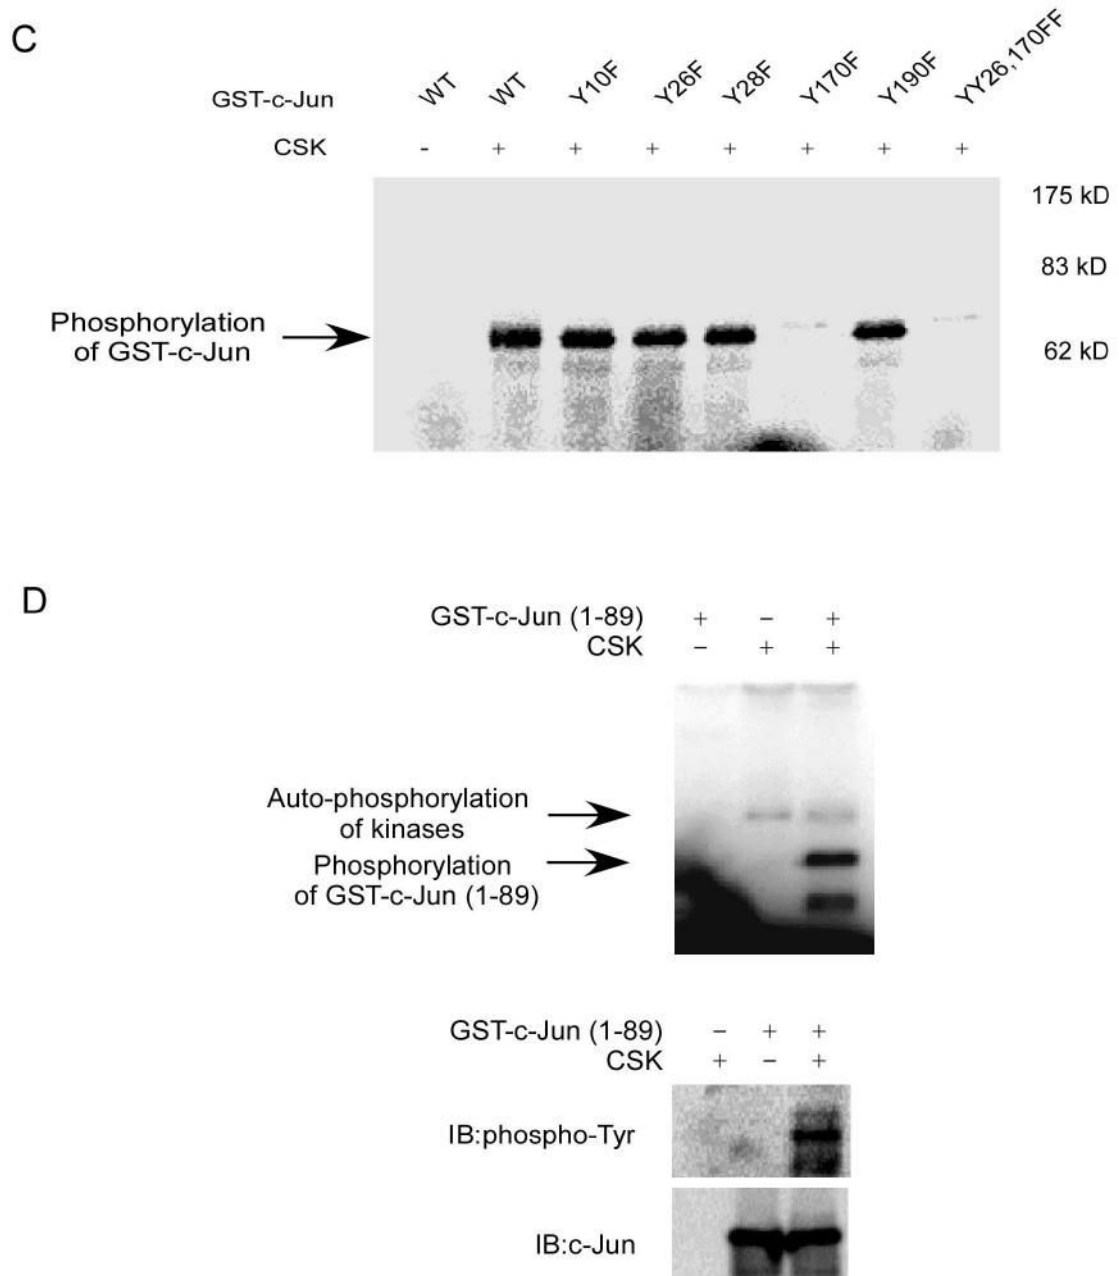 C
GST-c-Jun WT WT Y10F Y26F Y28F Y170F Y190F YY26,170FF
CSK - + + + + + + +
175 kD
83 kD
Phosphorylation
of GST-c-Jun
62 kD
D
GST-c-Jun (1-89) + – +
CSK – + +
Auto-phosphorylation
of kinases
Phosphorylation
of GST-c-Jun (1-89)
GST-c-Jun (1-89) – + +
CSK + – +
IB:phospho-Tyr
IB:c-Jun